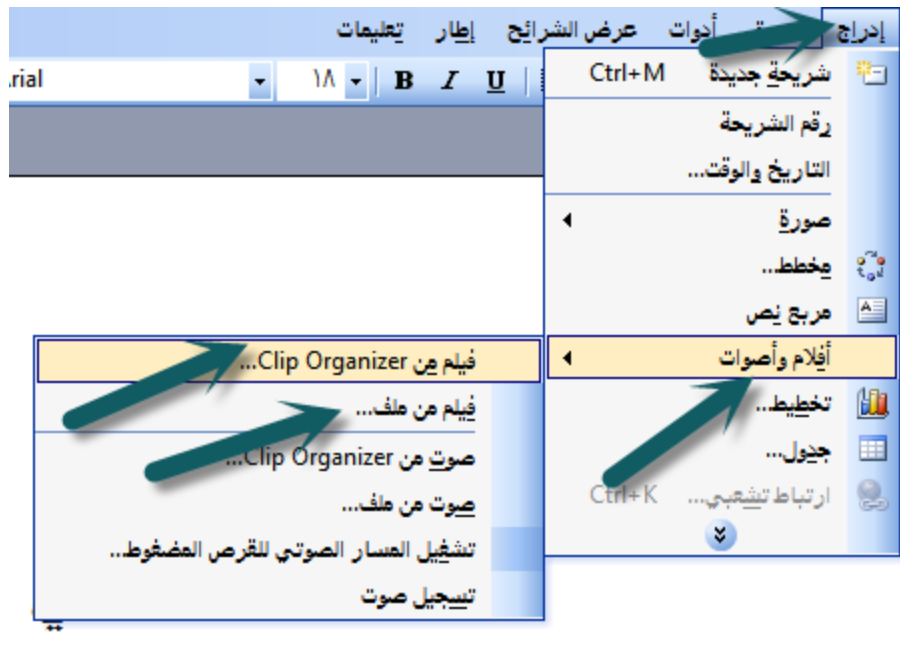 إدراج أدوات عرض الشرائح إطار تعليمات
Arial ١٨ B I U
شريحة جديدة Ctrl+M
رقم الشريحة
التاريخ والوقت...
صورة
مخطط...
مربع نص
أفلام وأصوات
تخطيط...
جدول...
ارتباط تشعبي... Ctrl+K
فيلم من Clip Organizer...
فيلم من ملف...
صوت من Clip Organizer...
صوت من ملف...
تشغيل المسار الصوتي للقرص المضغوط...
تسجيل صوت